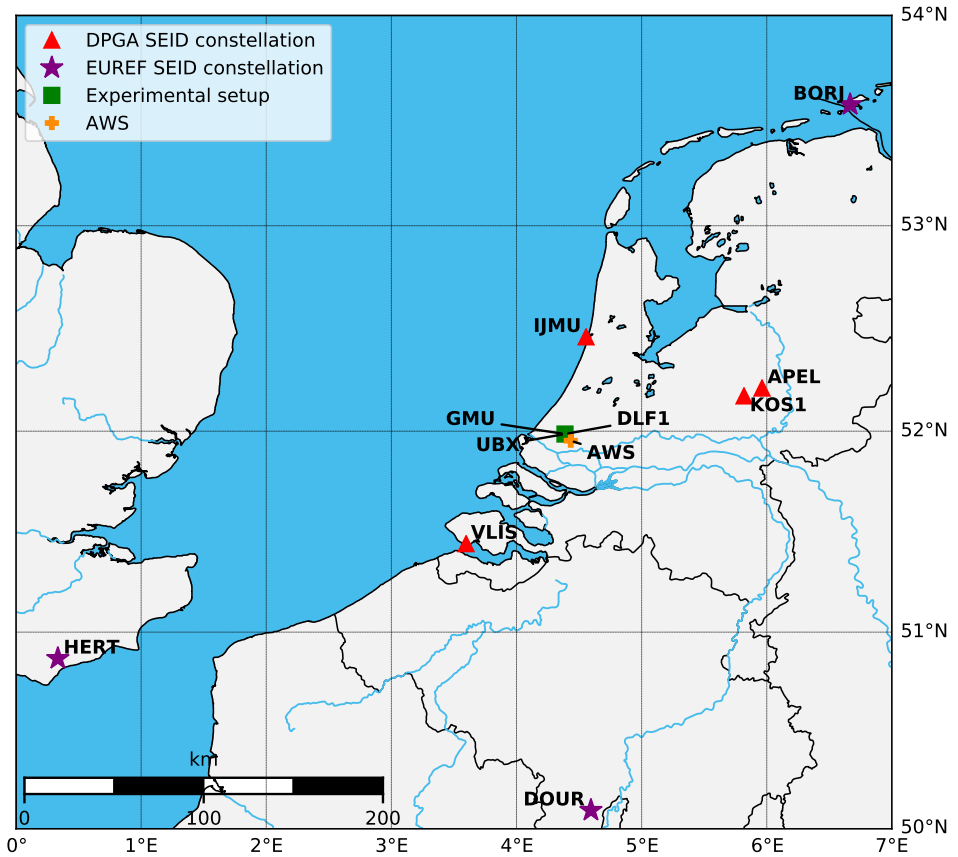 54°N
DPGA SEID constellation
EUREF SEID constellation
Experimental setup
AWS
BORJ
53°N
IJMU
APEL
KOS1
GMU
DLF1
52°N
UBX
AWS
VLIS
51°N
HERT
km
DOUR
0
100
200
50°N
0°
1°E
2°E
3°E
4°E
5°E
6°E
7°E